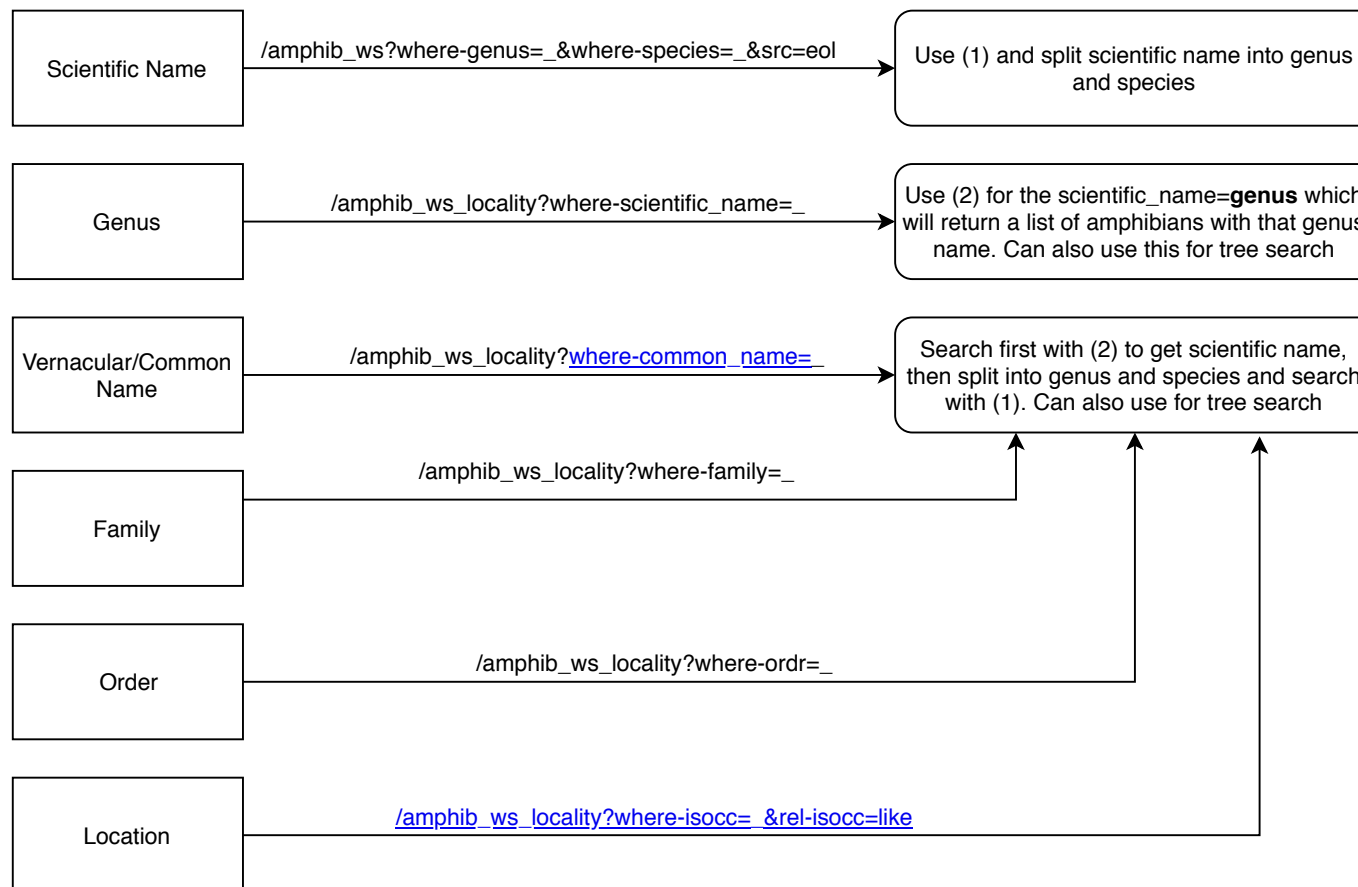 Scientific Name
/amphib_ws?where-genus=_&where-species=_&src=eol
Use (1) and split scientific name into genus
and species
Genus
/amphib_ws_locality?where-scientific_name=_
Use (2) for the scientific_name=genus which
will return a list of amphibians with that genus
name. Can also use this for tree search
Vernacular/Common
Name
/amphib_ws_locality?where-common_name=_
Search first with (2) to get scientific name,
then split into genus and species and search
with (1). Can also use for tree search
Family
/amphib_ws_locality?where-family=_
Order
/amphib_ws_locality?where-ordr=_
Location
/amphib_ws_locality?where-isocc=_&rel-isocc=like